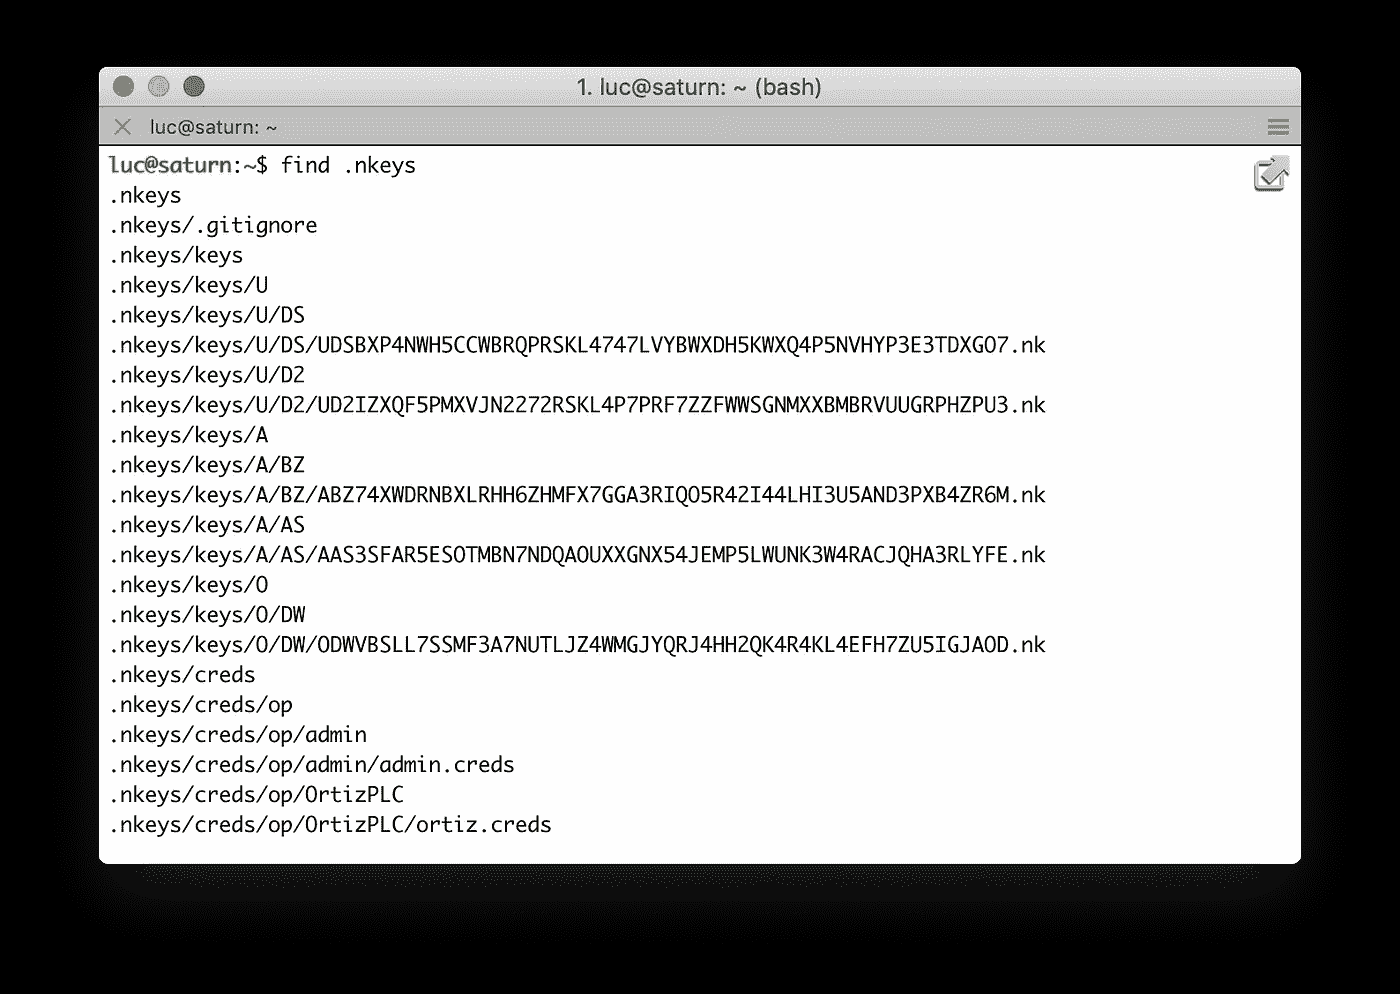 1. luc@saturn: ~ (bash)
luc@saturn: ~
luc@saturn:~$ find .nkeys
.nkeys
.nkeys/.gitignore
.nkeys/keys
.nkeys/keys/U
.nkeys/keys/U/DS
.nkeys/keys/U/DS/UDSBXP4NWH5CCWBRQPRSKL4747LVYBWXDH5KWXQ4P5NVHYP3E3TDXGO7.nk
.nkeys/keys/U/D2
.nkeys/keys/U/D2/UD2IZXQF5PMXVJN2272RSKL4P7PRF7ZZFWWSGNMXXBMBRVUUGRPHZPU3.nk
.nkeys/keys/A
.nkeys/keys/A/BZ
.nkeys/keys/A/BZ/ABZ74XWDRNBXLRHH6ZHMFX7GGA3RIQO5R42I44LHI3U5AND3PXB4ZR6M.nk
.nkeys/keys/A/AS
.nkeys/keys/A/AS/AAS3SFAR5ESOTMBN7NDQAOUXXGNX54JEMP5LWUNK3W4RACJQHA3RLYFE.nk
.nkeys/keys/O
.nkeys/keys/O/DW
.nkeys/keys/O/DW/ODWVBSLL7SSMF3A7NUTLJZ4WMGJYQRJ4HH2QK4R4KL4EFH7ZU5IGJAOD.nk
.nkeys/creds
.nkeys/creds/op
.nkeys/creds/op/admin
.nkeys/creds/op/admin/admin.creds
.nkeys/creds/op/OrtizPLC
.nkeys/creds/op/OrtizPLC/ortiz.creds